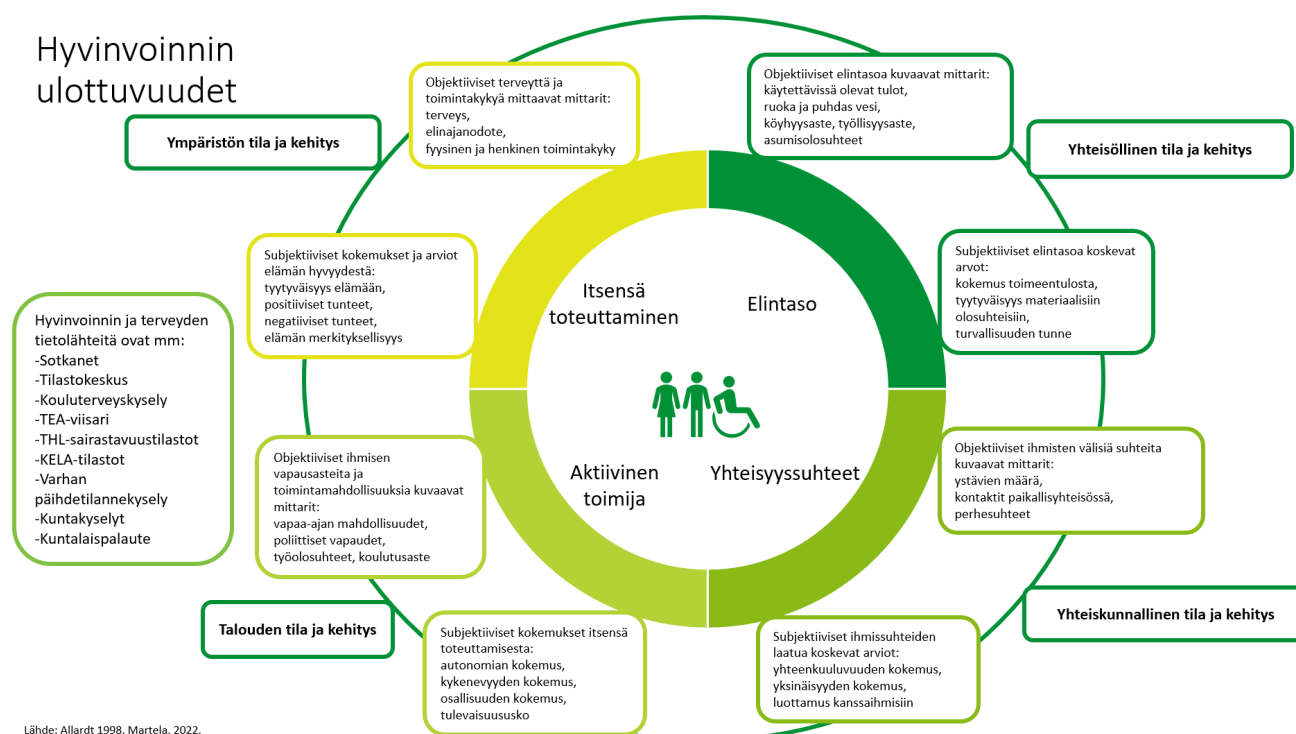 Hyvinvoinnin
ulottuvuudet
Objektiiviset terveyttä ja
toimintakykyä mittaavat mittarit:
terveys,
elinajanodote,
fyysinen ja henkinen toimintakyky
Objektiiviset elintasoa kuvaavat mittarit:
käytettävissä olevat tulot,
ruoka ja puhdas vesi,
köyhyysaste, työllisyysaste,
asumisolosuhteet
Ympäristön tila ja kehitys
Yhteisöllinen tila ja kehitys
Subjektiiviset kokemukset ja arviot
elämän hyvyydestä:
tyytyväisyys elämään,
positiiviset tunteet,
negatiiviset tunteet,
elämän merkityksellisyys
Itsensä
toteuttaminen
Elintaso
Subjektiiviset elintasoa koskevat
arvot:
kokemus toimeentulosta,
tyytyväisyys materiaalisiin
olosuhteisiin,
turvallisuuden tunne
Hyvinvoinnin ja terveyden
tietolähteitä ovat mm:
-Sotkanet
-Tilastokeskus
-Kouluterveyskysely
-TEA-viisari
-THL-sairastavuustilastot
-KELA-tilastot
-Varhan
päihdetilannekysely
-Kuntakyselyt
-Kuntalaispalaute
Objektiiviset ihmisen
vapausasteita ja
toimintamahdollisuuksia kuvaavat
mittarit:
vapaa-ajan mahdollisuudet,
poliittiset vapaudet,
työolosuhteet, koulutusaste
Aktiivinen
toimija
Yhteisyyssuhteet
Objektiiviset ihmisten välisiä suhteita
kuvaavat mittarit:
ystävien määrä,
kontaktit paikallisyhteisössä,
perhesuhteet
Talouden tila ja kehitys
Yhteiskunnallinen tila ja kehitys
Subjektiiviset kokemukset itsensä
toteuttamisesta:
autonomian kokemus,
kykenevyyden kokemus,
osallisuuden kokemus,
tulevaisuususko
Subjektiiviset ihmissuhteiden
laatua koskevat arviot:
yhteenkuuluvuuden kokemus,
yksinäisyyden kokemus,
luottamus kanssaihmisiin
Lähde: Allardt 1998. Martela. 2022.